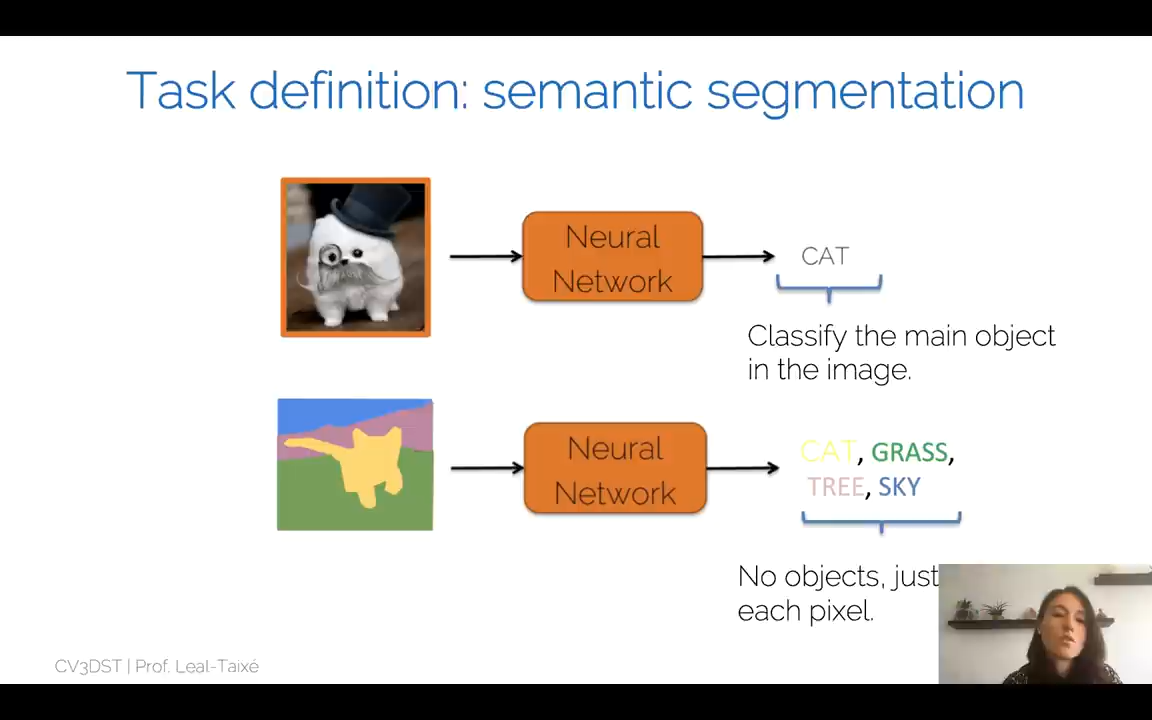 Task definition: semantic segmentation
Neural
Network
CAT
Classify the main object
in the image.
Neural
Network
CAT, GRASS,
TREE, SKY
No objects, just
each pixel.
CV3DST | Prof. Leal-Taixé